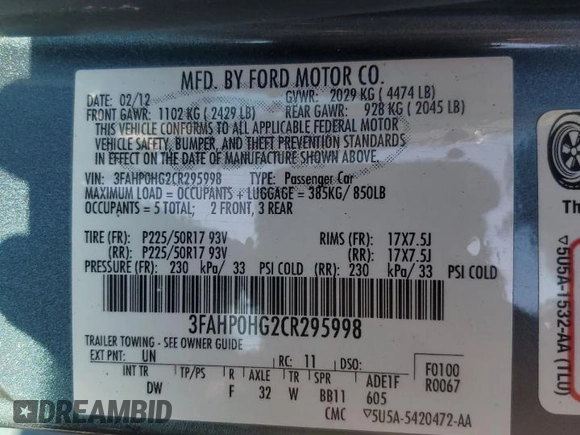 MFD. BY FORD MOTOR CO.
DATE: 02/12 GVWR: 2029 KG ( 4474 LB)
FRONT GAWR: 1102 KG ( 2429 LB) REAR GAWR: 928 KG ( 2045 LB)
THIS VEHICLE CONFORMS TO ALL APPLICABLE FEDERAL MOTOR
VEHICLE SAFETY, BUMPER, AND THEFT PREVENTION STANDARDS
IN EFFECT ON THE DATE OF MANUFACTURE SHOWN ABOVE.
VIN: 3FAHP0HG2CR295998 TYPE: Passenger Car
MAXIMUM LOAD = OCCUPANTS + LUGGAGE = 385KG/ 850LB
OCCUPANTS = 5 TOTAL; 2 FRONT, 3 REAR
TIRE (FR): P225/50R17 93V RIMS (FR): 17X7.5J
(RR): P225/50R17 93V (RR): 17X7.5J
PRESSURE (FR): 230 kPa/ 33 PSI COLD (RR): 230 kPa/ 33 PSI COLD
3FAHP0HG2CR295998
TRAILER TOWING - SEE OWNER GUIDE
EXT PNT: UN RC: 11 DSO: F0100
INT TR TP/PS R AXLE TR SPR ADE1F R0067
DW F 32 W BB11 605
CMC ▽5U5A-5420472-AA
Th
▽5U5A-1532-AA (TLU)
DREAMBID